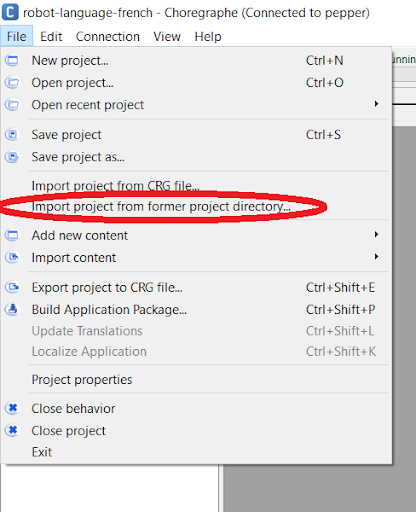 C robot-language-french - Choregraphe (Connected to pepper)
File Edit Connection View Help
New project... Ctrl+N
Open project... Ctrl+O
Open recent project
Save project Ctrl+S
Save project as...
Import project from CRG file...
Import project from former project directory...
Add new content
Import content
Export project to CRG file... Ctrl+Shift+E
Build Application Package... Ctrl+Shift+P
Update Translations Ctrl+Shift+L
Localize Application Ctrl+Shift+K
Project properties
Close behavior
Close project
Exit